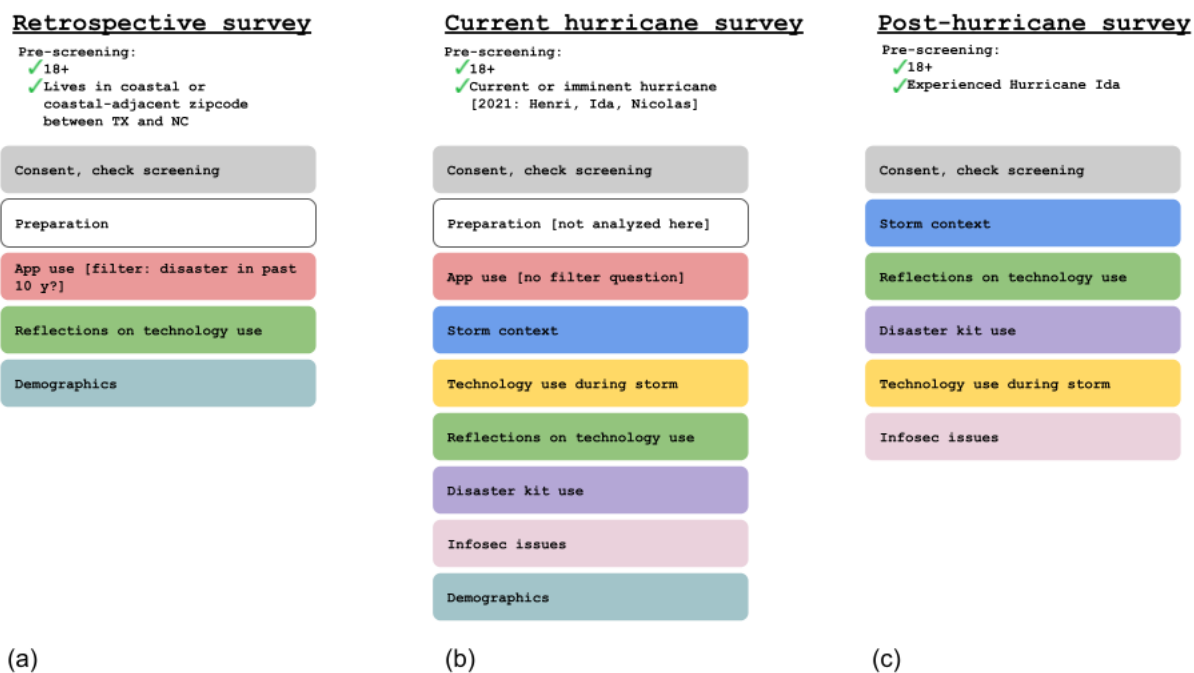 Retrospective survey
Pre-screening:
✓18+
✓Lives in coastal or
coastal-adjacent zipcode
between TX and NC
Consent, check screening
Preparation
App use [filter: disaster in past
10 y?]
Reflections on technology use
Demographics
(a)
Current hurricane survey
Pre-screening:
✓18+
✓Current or imminent hurricane
[2021: Henri, Ida, Nicolas]
Consent, check screening
Preparation [not analyzed here]
App use [no filter question]
Storm context
Technology use during storm
Reflections on technology use
Disaster kit use
Infosec issues
Demographics
(b)
Post-hurricane survey
Pre-screening:
✓18+
✓Experienced Hurricane Ida
Consent, check screening
Storm context
Reflections on technology use
Disaster kit use
Technology use during storm
Infosec issues
(c)